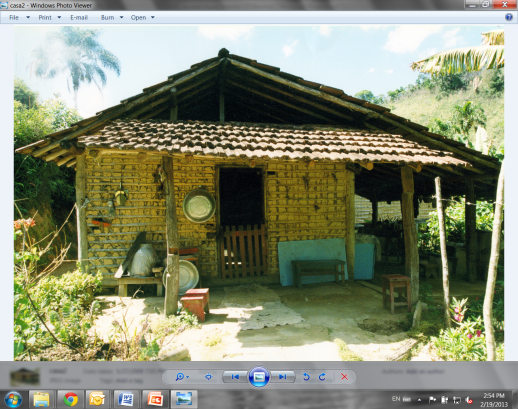 casa2 - Windows Photo Viewer
File Print E-mail Burn Open
EN
2:54 PM
2/19/2013